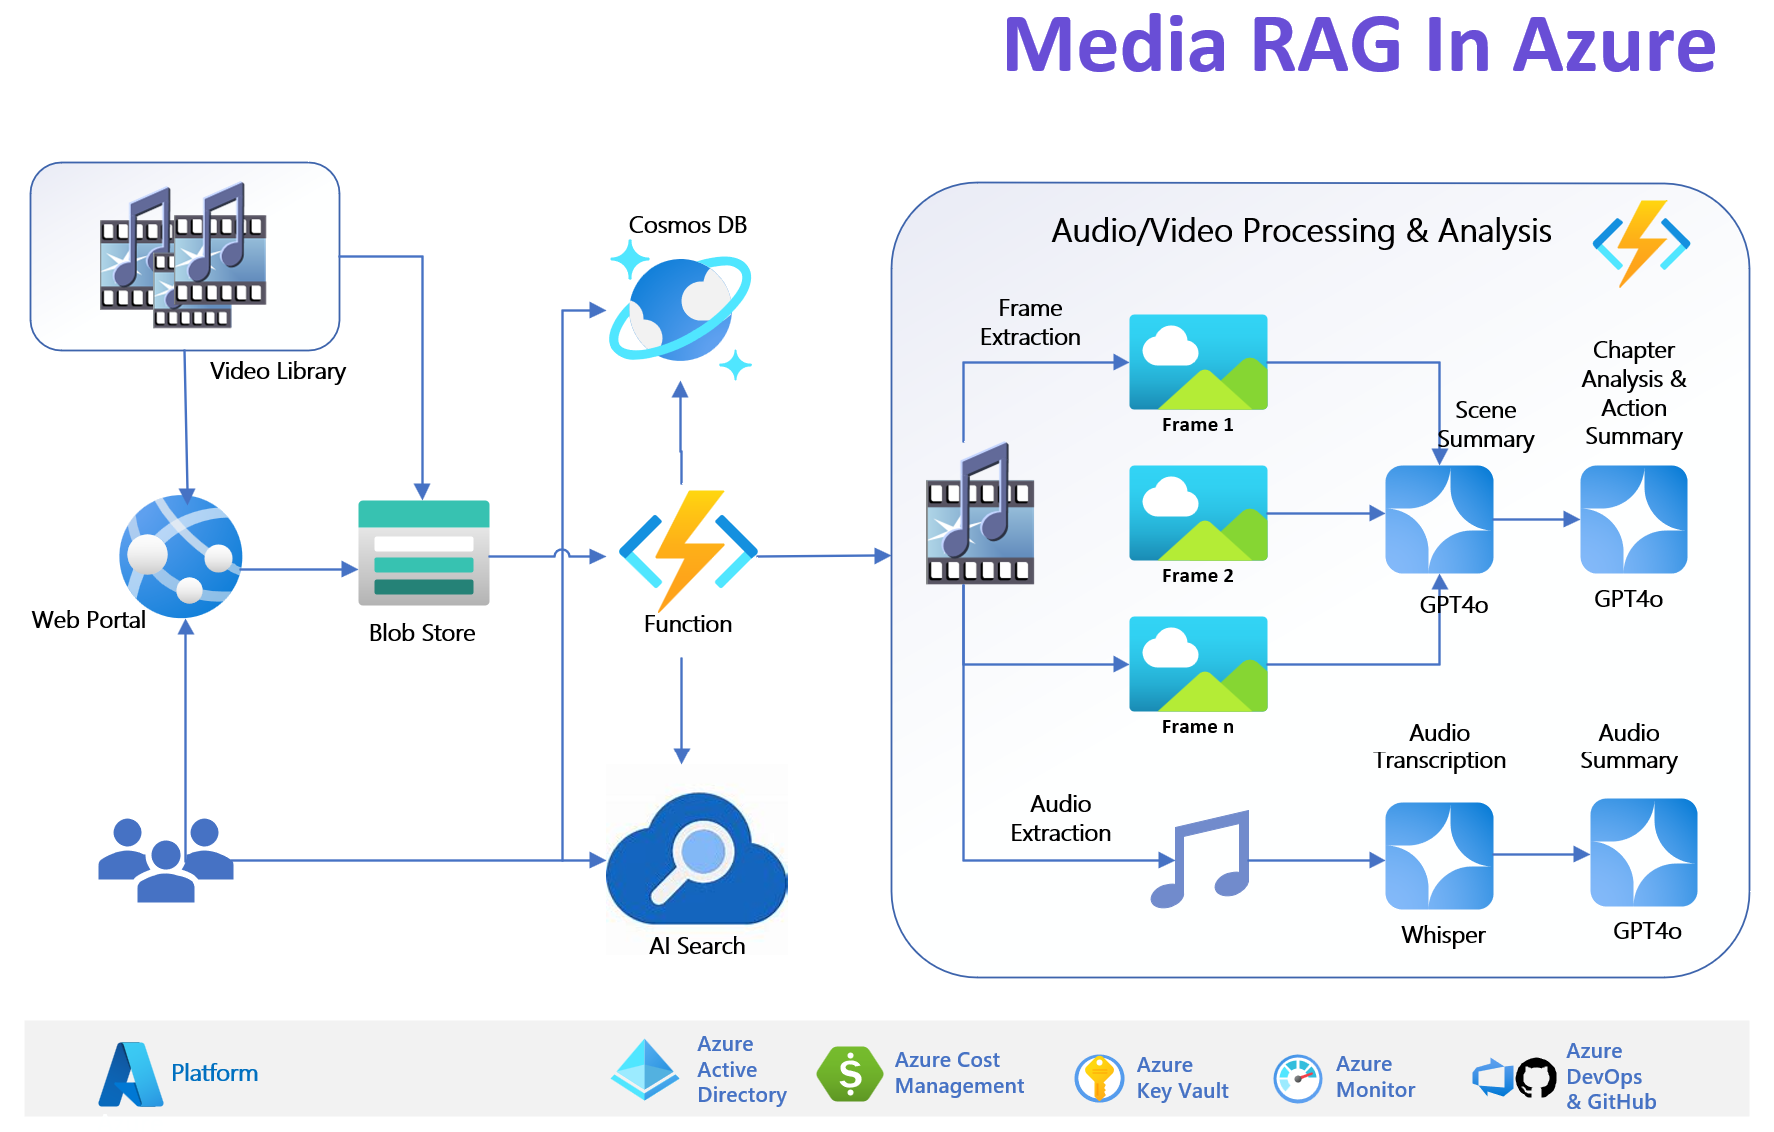 Media RAG In Azure
Video Library
Web Portal
Blob Store
Cosmos DB
Function
AI Search
Audio/Video Processing & Analysis
Frame
Extraction
Frame 1
Frame 2
Frame n
Scene
Summary
GPT4o
Chapter
Analysis &
Action
Summary
GPT4o
Audio
Extraction
Audio
Transcription
Whisper
Audio
Summary
GPT4o
Platform
Azure
Active
Directory
Azure Cost
Management
Azure
Key Vault
Azure
Monitor
Azure
DevOps
& GitHub